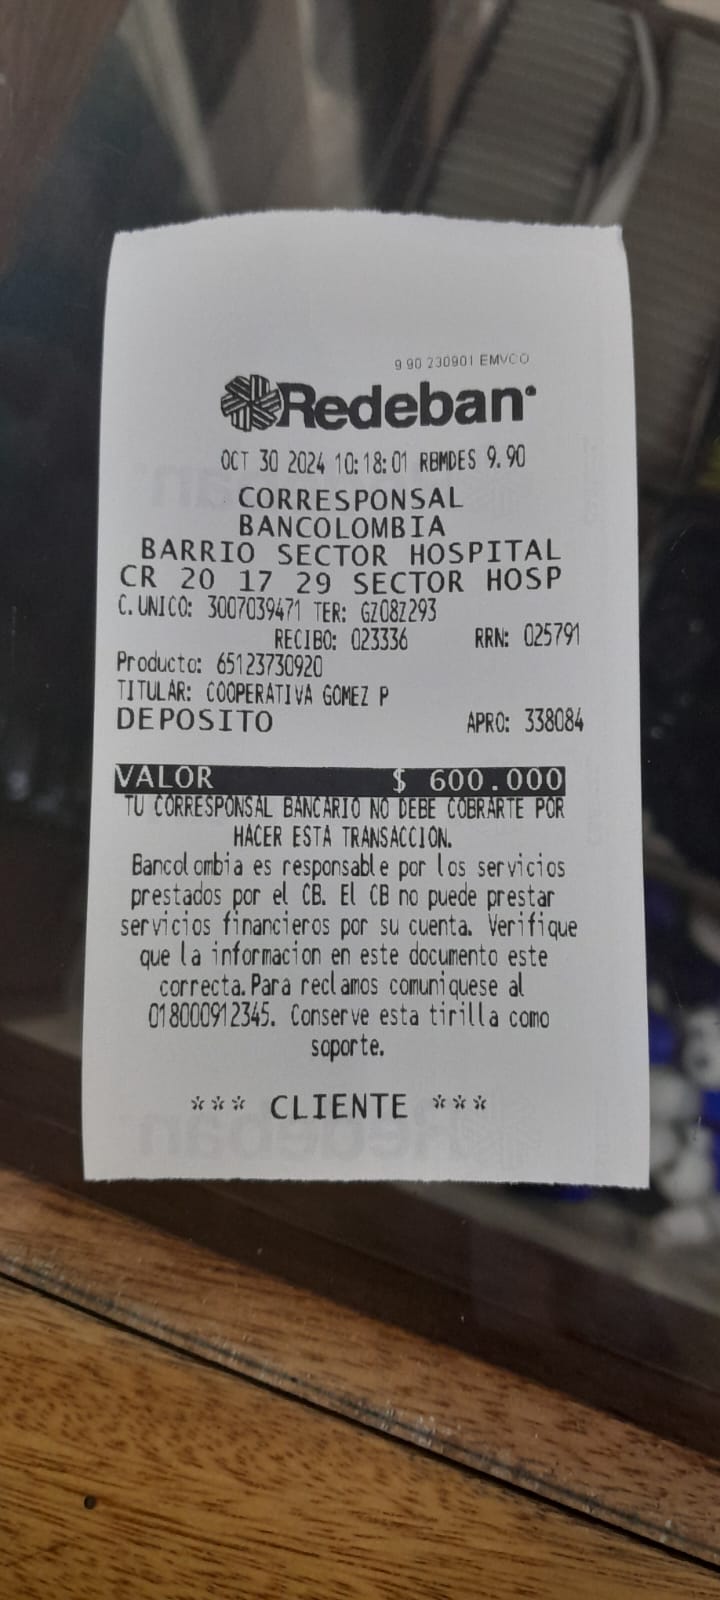 9 90 230901 EMVCO
Redeban
OCT 30 2024 10:18:01 RBMDES 9.90
CORRESPONSAL
BANCOLOMBIA
BARRIO SECTOR HOSPITAL
CR 20 17 29 SECTOR HOSP
C.UNICO: 3007039471 TER: GZ08Z293
RECIBO: 023336 RRN: 025791
Producto: 65123730920
TITULAR: COOPERATIVA GOMEZ P
DEPOSITO APRO: 338084
VALOR $ 600.000
TU CORRESPONSAL BANCARIO NO DEBE COBRARTE POR
HACER ESTA TRANSACCION.
Bancolombia es responsable por los servicios
prestados por el CB. El CB no puede prestar
servicios financieros por su cuenta. Verifique
que la informacion en este documento este
correcta.Para reclamos comuniquese al
018000912345. Conserve esta tirilla como
soporte.
*** CLIENTE ***